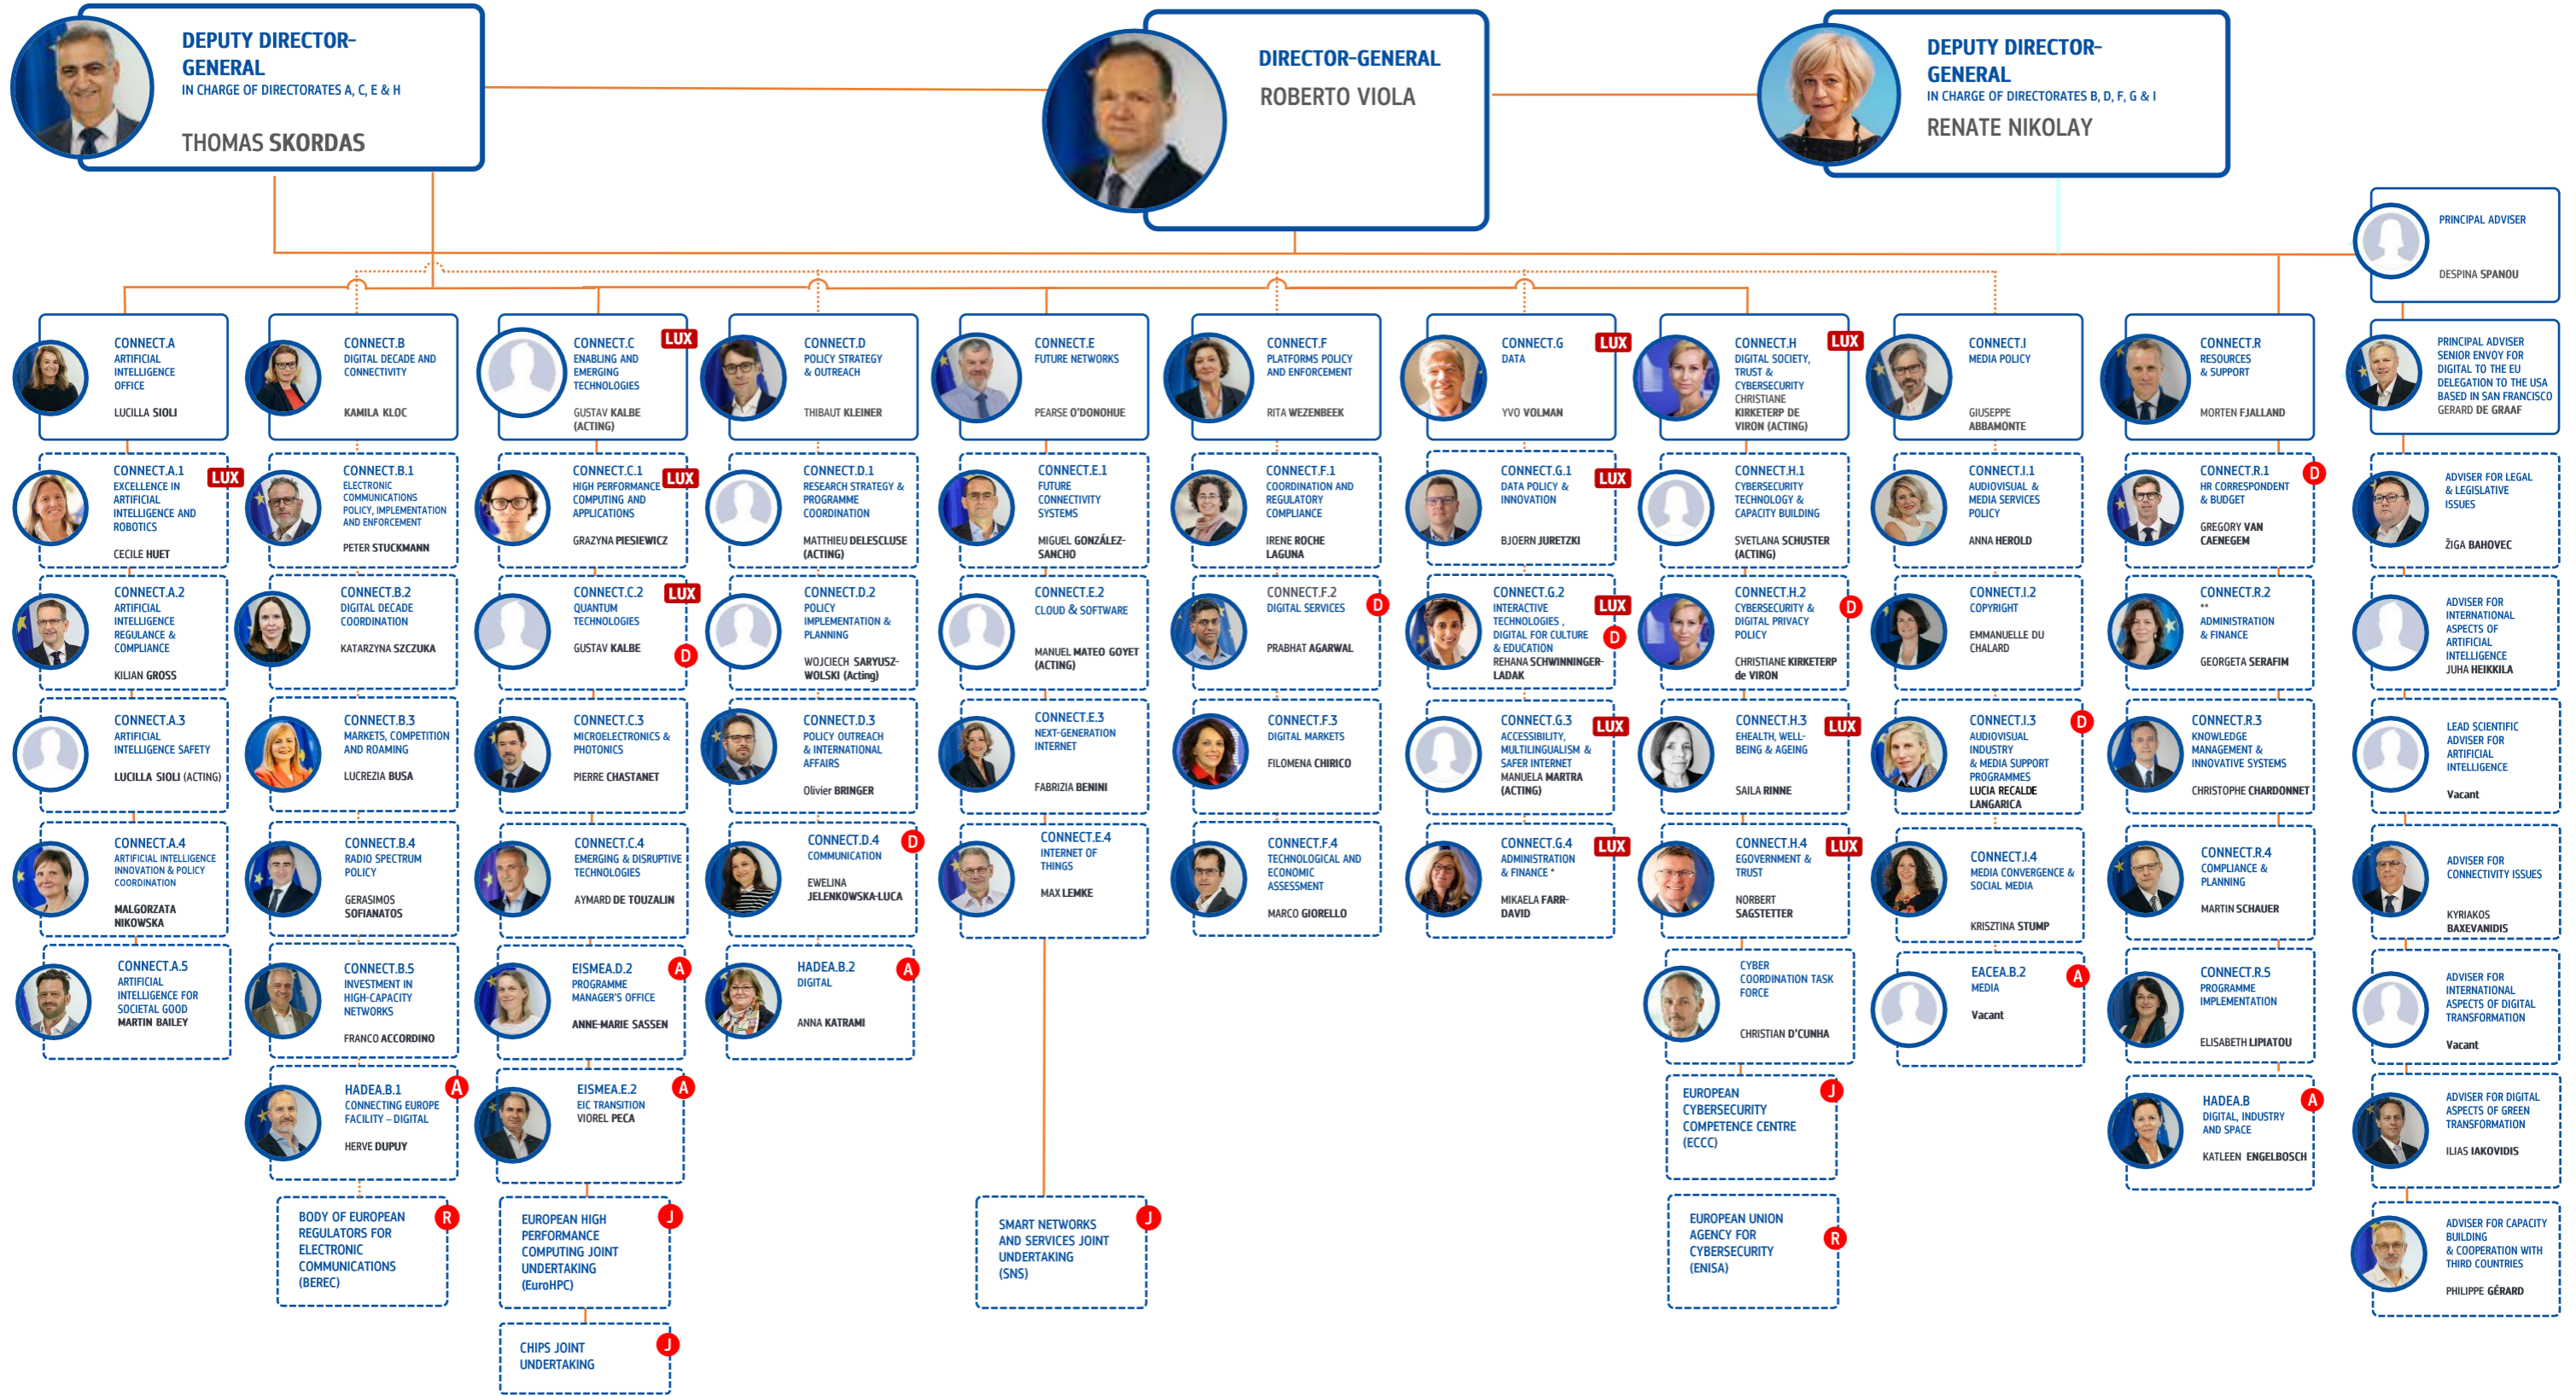 DEPUTY DIRECTOR-
GENERAL
IN CHARGE OF DIRECTORATES A, C, E & H
THOMAS SKORDAS
DIRECTOR-GENERAL
ROBERTO VIOLA
DEPUTY DIRECTOR-
GENERAL
IN CHARGE OF DIRECTORATES B, D, F, G & I
RENATE NIKOLAY
PRINCIPAL ADVISER
DESPINA SPANOU
CONNECT.A
ARTIFICIAL
INTELLIGENCE
OFFICE
LUCILLA SIOLI
CONNECT.B
DIGITAL DECADE AND
CONNECTIVITY
KAMILA KLOC
CONNECT.C
LUX
ENABLING AND
EMERGING
TECHNOLOGIES
GUSTAV KALBE
(ACTING)
CONNECT.D
POLICY STRATEGY
& OUTREACH
THIBAUT KLEINER
CONNECT.E
FUTURE NETWORKS
PEARSE O'DONOHUE
CONNECT.F
PLATFORMS POLICY
AND ENFORCEMENT
RITA WEZENBEEK
CONNECT.G
LUX
DATA
YVO VOLMAN
CONNECT.H
LUX
DIGITAL SOCIETY,
TRUST &
CYBERSECURITY
CHRISTIANE
KIRKETERP DE
VIRON (ACTING)
CONNECT.I
MEDIA POLICY
GIUSEPPE
ABBAMONTE
CONNECT.R
RESOURCES
& SUPPORT
MORTEN FJALLAND
PRINCIPAL ADVISER
SENIOR ENVOY FOR
DIGITAL TO THE EU
DELEGATION TO THE USA
BASED IN SAN FRANCISCO
GERARD DE GRAAF
CONNECT.A.1
LUX
EXCELLENCE IN
ARTIFICIAL
INTELLIGENCE AND
ROBOTICS
CECILE HUET
CONNECT.B.1
ELECTRONIC
COMMUNICATIONS
POLICY, IMPLEMENTATION
AND ENFORCEMENT
PETER STUCKMANN
CONNECT.C.1
LUX
HIGH PERFORMANCE
COMPUTING AND
APPLICATIONS
GRAZYNA PIESIEWICZ
CONNECT.D.1
RESEARCH STRATEGY &
PROGRAMME
COORDINATION
MATTHIEU DELESCLUSE
(ACTING)
CONNECT.E.1
FUTURE
CONNECTIVITY
SYSTEMS
MIGUEL GONZÁLEZ-
SANCHO
CONNECT.F.1
COORDINATION AND
REGULATORY
COMPLIANCE
IRENE ROCHE
LAGUNA
CONNECT.G.1
LUX
DATA POLICY &
INNOVATION
BJOERN JURETZKI
CONNECT.H.1
CYBERSECURITY
TECHNOLOGY &
CAPACITY BUILDING
SVETLANA SCHUSTER
(ACTING)
CONNECT.I.1
AUDIOVISUAL &
MEDIA SERVICES
POLICY
ANNA HEROLD
CONNECT.R.1
D
HR CORRESPONDENT
& BUDGET
GREGORY VAN
CAENEGEM
ADVISER FOR LEGAL
& LEGISLATIVE
ISSUES
ŽIGA BAHOVEC
CONNECT.A.2
ARTIFICIAL
INTELLIGENCE
REGULANCE &
COMPLIANCE
KILIAN GROSS
CONNECT.B.2
DIGITAL DECADE
COORDINATION
KATARZYNA SZCZUKA
CONNECT.C.2
LUX
QUANTUM
TECHNOLOGIES
GUSTAV KALBE
D
CONNECT.D.2
POLICY
IMPLEMENTATION &
PLANNING
WOJCIECH SARYUSZ-
WOLSKI (Acting)
CONNECT.E.2
CLOUD & SOFTWARE
MANUEL MATEO GOYET
(ACTING)
CONNECT.F.2
D
DIGITAL SERVICES
PRABHAT AGARWAL
CONNECT.G.2
LUX
INTERACTIVE
TECHNOLOGIES ,
DIGITAL FOR CULTURE
D
& EDUCATION
REHANA SCHWINNINGER-
LADAK
CONNECT.H.2
D
CYBERSECURITY &
DIGITAL PRIVACY
POLICY
CHRISTIANE KIRKETERP
de VIRON
CONNECT.I.2
COPYRIGHT
EMMANUELLE DU
CHALARD
CONNECT.R.2
**
ADMINISTRATION
& FINANCE
GEORGETA SERAFIM
ADVISER FOR
INTERNATIONAL
ASPECTS OF
ARTIFICIAL
INTELLIGENCE
JUHA HEIKKILA
CONNECT.A.3
ARTIFICIAL
INTELLIGENCE SAFETY
LUCILLA SIOLI (ACTING)
CONNECT.B.3
MARKETS, COMPETITION
AND ROAMING
LUCREZIA BUSA
CONNECT.C.3
MICROELECTRONICS &
PHOTONICS
PIERRE CHASTANET
CONNECT.D.3
POLICY OUTREACH
& INTERNATIONAL
AFFAIRS
Olivier BRINGER
CONNECT.E.3
NEXT-GENERATION
INTERNET
FABRIZIA BENINI
CONNECT.F.3
DIGITAL MARKETS
FILOMENA CHIRICO
CONNECT.G.3
LUX
ACCESSIBILITY,
MULTILINGUALISM &
SAFER INTERNET
MANUELA MARTRA
(ACTING)
CONNECT.H.3
LUX
EHEALTH, WELL-
BEING & AGEING
SAILA RINNE
CONNECT.I.3
D
AUDIOVISUAL
INDUSTRY
& MEDIA SUPPORT
PROGRAMMES
LUCIA RECALDE
LANGARICA
CONNECT.R.3
KNOWLEDGE
MANAGEMENT &
INNOVATIVE SYSTEMS
CHRISTOPHE CHARDONNET
LEAD SCIENTIFIC
ADVISER FOR
ARTIFICIAL
INTELLIGENCE
Vacant
CONNECT.A.4
ARTIFICIAL INTELLIGENCE
INNOVATION & POLICY
COORDINATION
MALGORZATA
NIKOWSKA
CONNECT.B.4
RADIO SPECTRUM
POLICY
GERASIMOS
SOFIANATOS
CONNECT.C.4
EMERGING & DISRUPTIVE
TECHNOLOGIES
AYMARD DE TOUZALIN
CONNECT.D.4
D
COMMUNICATION
EWELINA
JELENKOWSKA-LUCA
CONNECT.E.4
INTERNET OF
THINGS
MAX LEMKE
CONNECT.F.4
TECHNOLOGICAL AND
ECONOMIC
ASSESSMENT
MARCO GIORELLO
CONNECT.G.4
LUX
ADMINISTRATION
& FINANCE *
MIKAELA FARR-
DAVID
CONNECT.H.4
LUX
EGOVERNMENT &
TRUST
NORBERT
SAGSTETTER
CONNECT.I.4
MEDIA CONVERGENCE &
SOCIAL MEDIA
KRISZTINA STUMP
CONNECT.R.4
COMPLIANCE &
PLANNING
MARTIN SCHAUER
ADVISER FOR
CONNECTIVITY ISSUES
KYRIAKOS
BAXEVANIDIS
CONNECT.A.5
ARTIFICIAL
INTELLIGENCE FOR
SOCIETAL GOOD
MARTIN BAILEY
CONNECT.B.5
INVESTMENT IN
HIGH-CAPACITY
NETWORKS
FRANCO ACCORDINO
EISMEA.D.2
A
PROGRAMME
MANAGER'S OFFICE
ANNE-MARIE SASSEN
HADEA.B.2
A
DIGITAL
ANNA KATRAMI
CYBER
COORDINATION TASK
FORCE
CHRISTIAN D'CUNHA
EACEA.B.2
A
MEDIA
Vacant
CONNECT.R.5
PROGRAMME
IMPLEMENTATION
ELISABETH LIPIATOU
ADVISER FOR
INTERNATIONAL
ASPECTS OF DIGITAL
TRANSFORMATION
Vacant
HADEA.B.1
A
CONNECTING EUROPE
FACILITY – DIGITAL
HERVE DUPUY
EISMEA.E.2
A
EIC TRANSITION
VIOREL PECA
EUROPEAN
J
CYBERSECURITY
COMPETENCE CENTRE
(ECCC)
HADEA.B
A
DIGITAL, INDUSTRY
AND SPACE
KATLEEN ENGELBOSCH
ADVISER FOR DIGITAL
ASPECTS OF GREEN
TRANSFORMATION
ILIAS IAKOVIDIS
BODY OF EUROPEAN
R
REGULATORS FOR
ELECTRONIC
COMMUNICATIONS
(BEREC)
EUROPEAN HIGH
J
PERFORMANCE
COMPUTING JOINT
UNDERTAKING
(EuroHPC)
SMART NETWORKS
J
AND SERVICES JOINT
UNDERTAKING
(SNS)
EUROPEAN UNION
AGENCY FOR
R
CYBERSECURITY
(ENISA)
ADVISER FOR CAPACITY
BUILDING
& COOPERATION WITH
THIRD COUNTRIES
PHILIPPE GÉRARD
CHIPS JOINT
J
UNDERTAKING